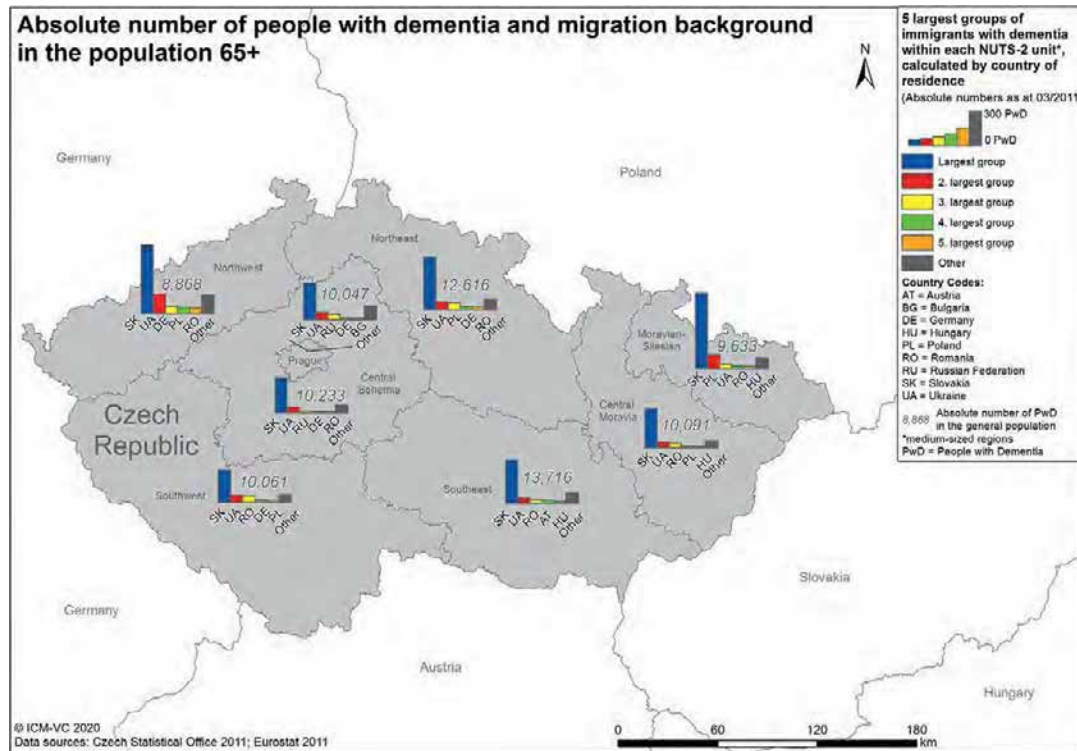 Absolute number of people with dementia and migration background
in the population 65+
N
Germany
Poland
Northeast
Northwest
8,868
SK UA DE PL RO Other
10,047
SK UA RU DE BG Other
12,616
SK UA PL DE RO Other
Moravian-
Silesian
9,633
SK PL UA RO HU Other
Prague
Central
Bohemia
10,233
SK UA RU DE RO Other
Czech
Republic
Central
Moravia
10,091
SK UA RO PL HU Other
Southwest
10,061
SK UA RO DE PL Other
Southeast
13,716
SK UA RO AT HU Other
Slovakia
Germany
Austria
Hungary
5 largest groups of
immigrants with dementia
within each NUTS-2 unit*,
calculated by country of
residence
(Absolute numbers as at 03/2011
300 PwD
0 PwD
Largest group
2. largest group
3. largest group
4. largest group
5. largest group
Other
Country Codes:
AT = Austria
BG = Bulgaria
DE = Germany
HU = Hungary
PL = Poland
RO = Romania
RU = Russian Federation
SK = Slovakia
UA = Ukraine
8,868 Absolute number of PwD
in the general population
*medium-sized regions
PwD = People with Dementia
© ICM-VC 2020
Data sources: Czech Statistical Office 2011; Eurostat 2011
0 60 120 180
km